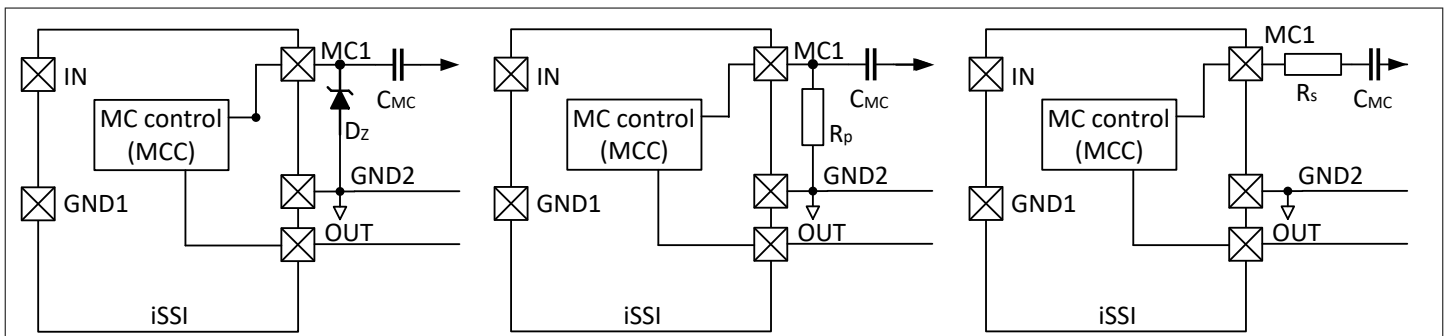 MC1
IN
CMC
DZ
MC control
(MCC)
GND2
GND1
OUT
iSSI
MC1
IN
CMC
MC control
(MCC)
Rp
GND2
GND1
OUT
iSSI
MC1
IN
Rs
CMC
MC control
(MCC)
GND2
GND1
OUT
iSSI